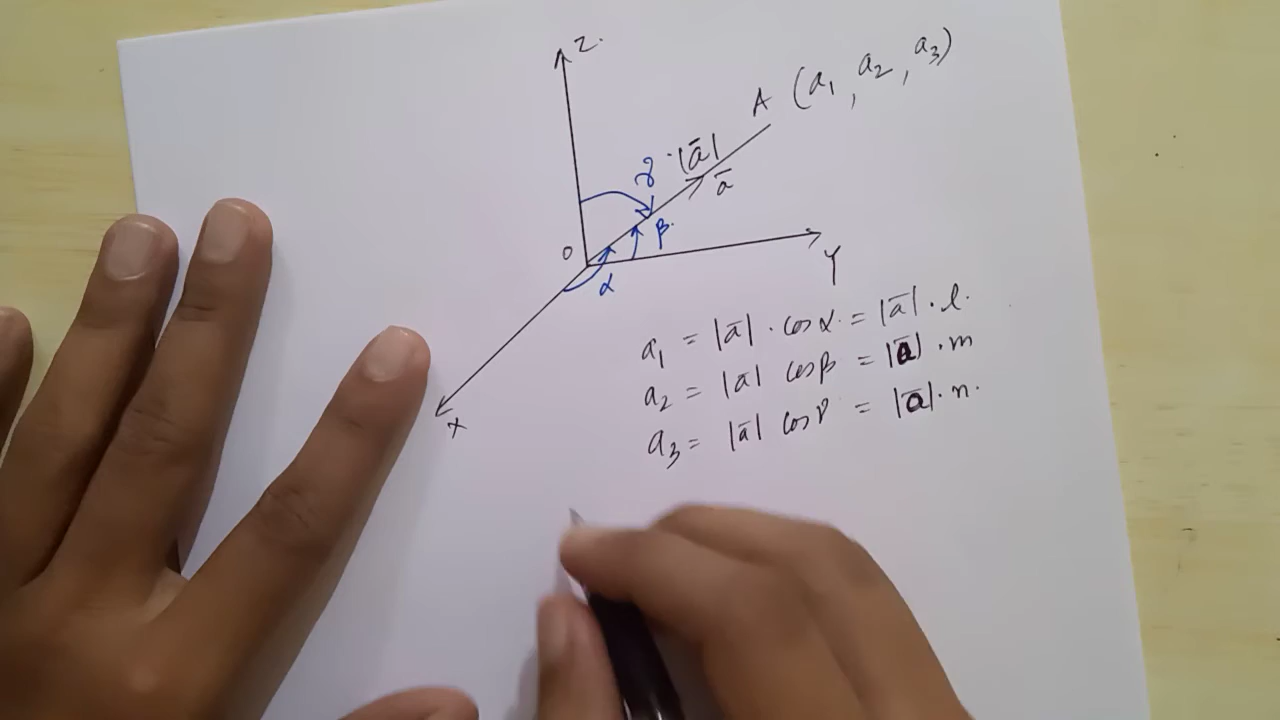 Z.
A (a₁, a₂, a₃)
|a̅|
γ
a̅
β.
O
α
Y
X
a₁ = |a̅| · cos α = |a̅| · l.
a₂ = |a̅| cos β = |a̅| · m
a₃ = |a̅| cos γ = |a̅| · n.